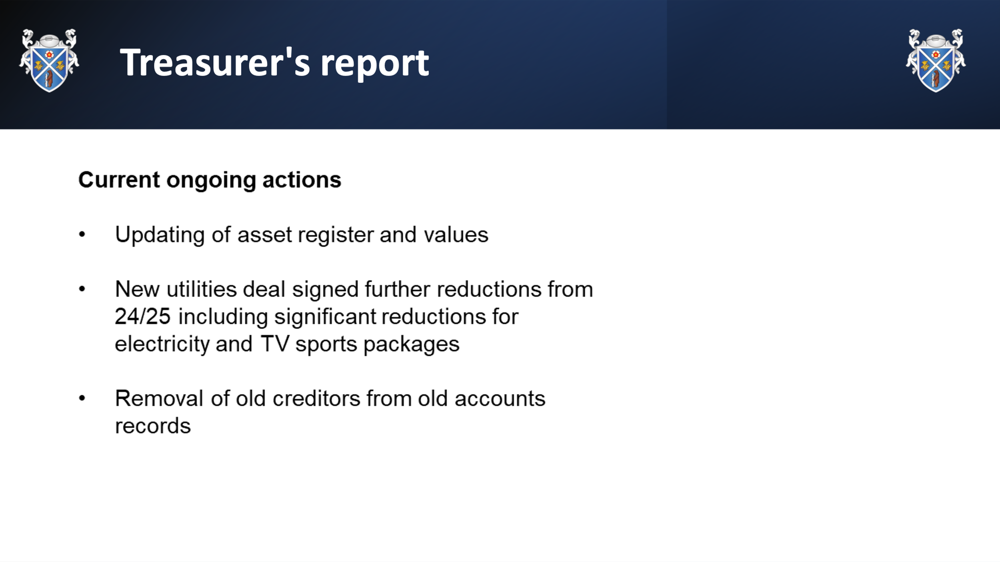 Treasurer's report
Current ongoing actions
• Updating of asset register and values
• New utilities deal signed further reductions from
24/25 including significant reductions for
electricity and TV sports packages
• Removal of old creditors from old accounts
records